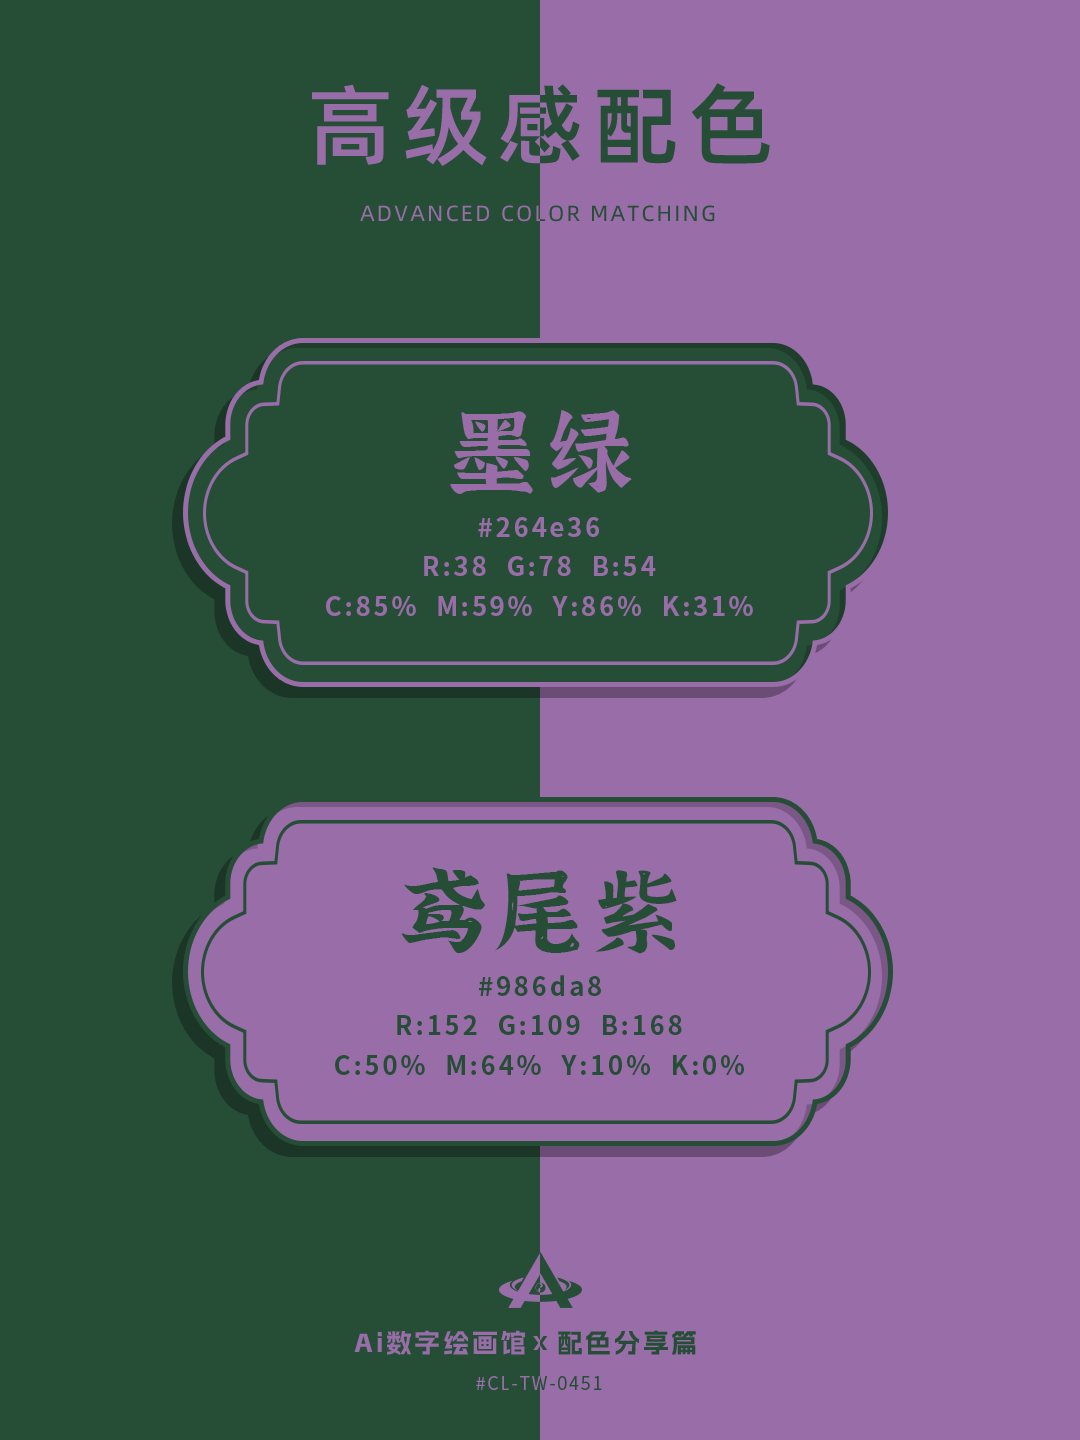 高级感配色
ADVANCED COLOR MATCHING
墨绿
#264e36
R:38 G:78 B:54
C:85% M:59% Y:86% K:31%
鸢尾紫
#986da8
R:152 G:109 B:168
C:50% M:64% Y:10% K:0%
Ai数字绘画馆 x 配色分享篇
#CL-TW-0451